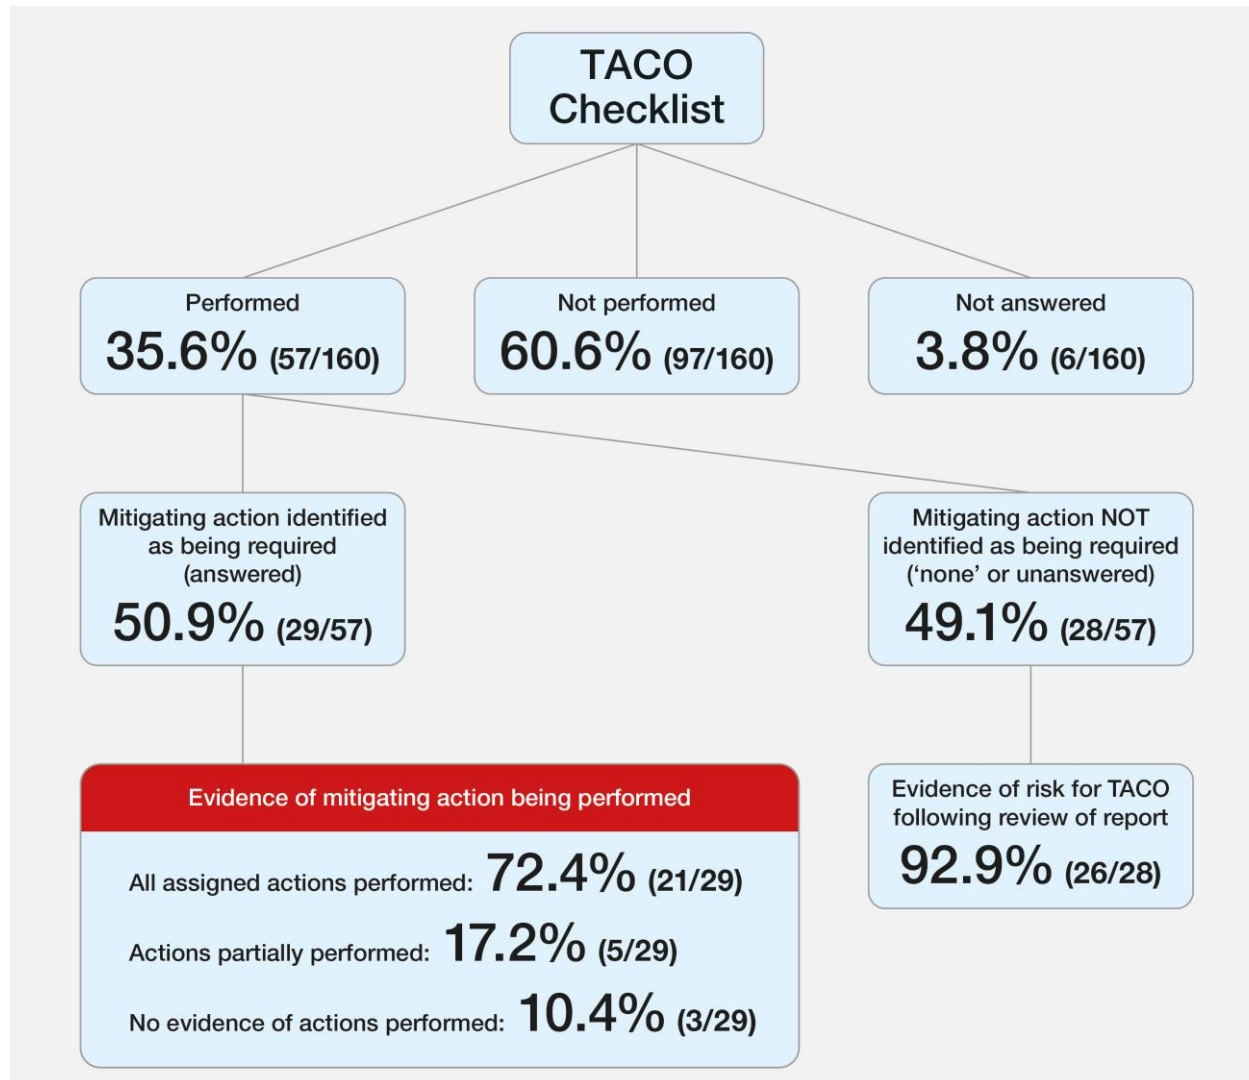 TACO
Checklist
Performed
35.6% (57/160)
Not performed
60.6% (97/160)
Not answered
3.8% (6/160)
Mitigating action identified
as being required
(answered)
50.9% (29/57)
Mitigating action NOT
identified as being required
(‘none’ or unanswered)
49.1% (28/57)
Evidence of mitigating action being performed
All assigned actions performed: 72.4% (21/29)
Actions partially performed: 17.2% (5/29)
No evidence of actions performed: 10.4% (3/29)
Evidence of risk for TACO
following review of report
92.9% (26/28)